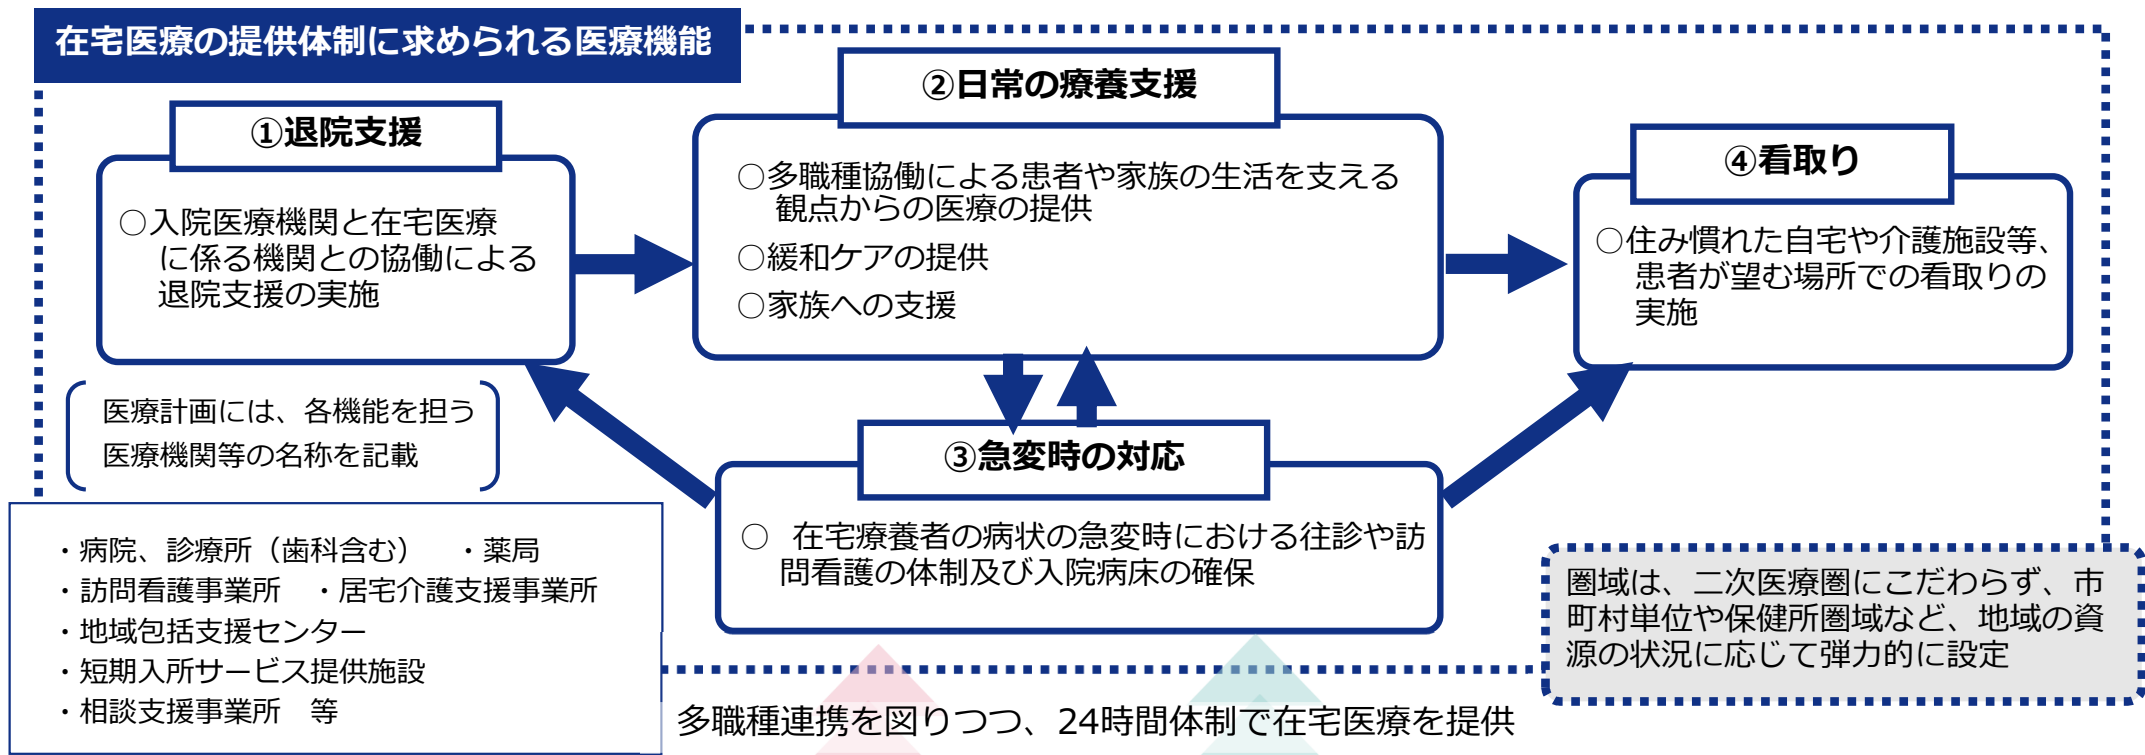 在宅医療の提供体制に求められる医療機能
①退院支援
○入院医療機関と在宅医療
に係る機関との協働による
退院支援の実施
②日常の療養支援
○多職種協働による患者や家族の生活を支える
観点からの医療の提供
○緩和ケアの提供
○家族への支援
④看取り
○住み慣れた自宅や介護施設等、
患者が望む場所での看取りの
実施
医療計画には、各機能を担う
医療機関等の名称を記載
③急変時の対応
○ 在宅療養者の病状の急変時における往診や訪
問看護の体制及び入院病床の確保
・病院、診療所（歯科含む） ・薬局
・訪問看護事業所 ・居宅介護支援事業所
・地域包括支援センター
・短期入所サービス提供施設
・相談支援事業所 等
圏域は、二次医療圏にこだわらず、市
町村単位や保健所圏域など、地域の資
源の状況に応じて弾力的に設定
多職種連携を図りつつ、24時間体制で在宅医療を提供